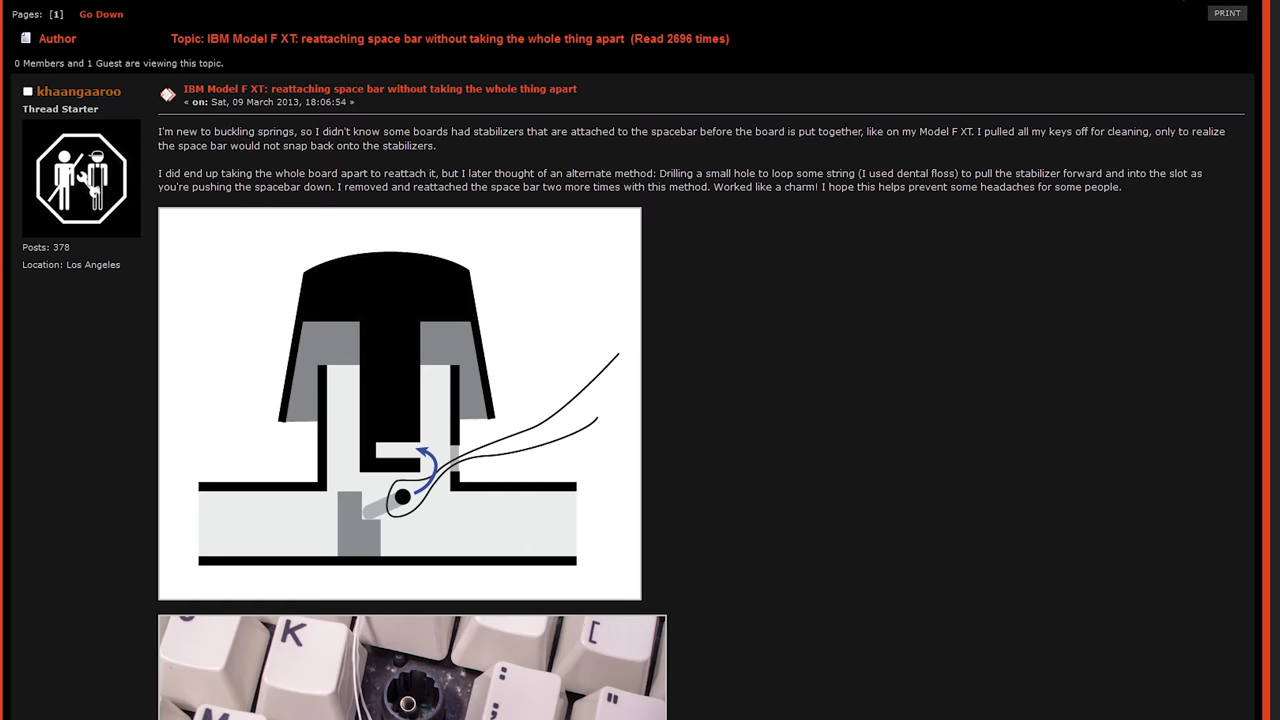 Pages: [1] Go Down
PRINT
Author Topic: IBM Model F XT: reattaching space bar without taking the whole thing apart (Read 2696 times)
0 Members and 1 Guest are viewing this topic.
khaangaaroo
Thread Starter
Posts: 378
Location: Los Angeles
IBM Model F XT: reattaching space bar without taking the whole thing apart
« on: Sat, 09 March 2013, 18:06:54 »
I'm new to buckling springs, so I didn't know some boards had stabilizers that are attached to the spacebar before the board is put together, like on my Model F XT. I pulled all my keys off for cleaning, only to realize
the space bar would not snap back onto the stabilizers.
I did end up taking the whole board apart to reattach it, but I later thought of an alternate method: Drilling a small hole to loop some string (I used dental floss) to pull the stabilizer forward and into the slot as
you're pushing the spacebar down. I removed and reattached the space bar two more times with this method. Worked like a charm! I hope this helps prevent some headaches for some people.
K
[
:
;
"